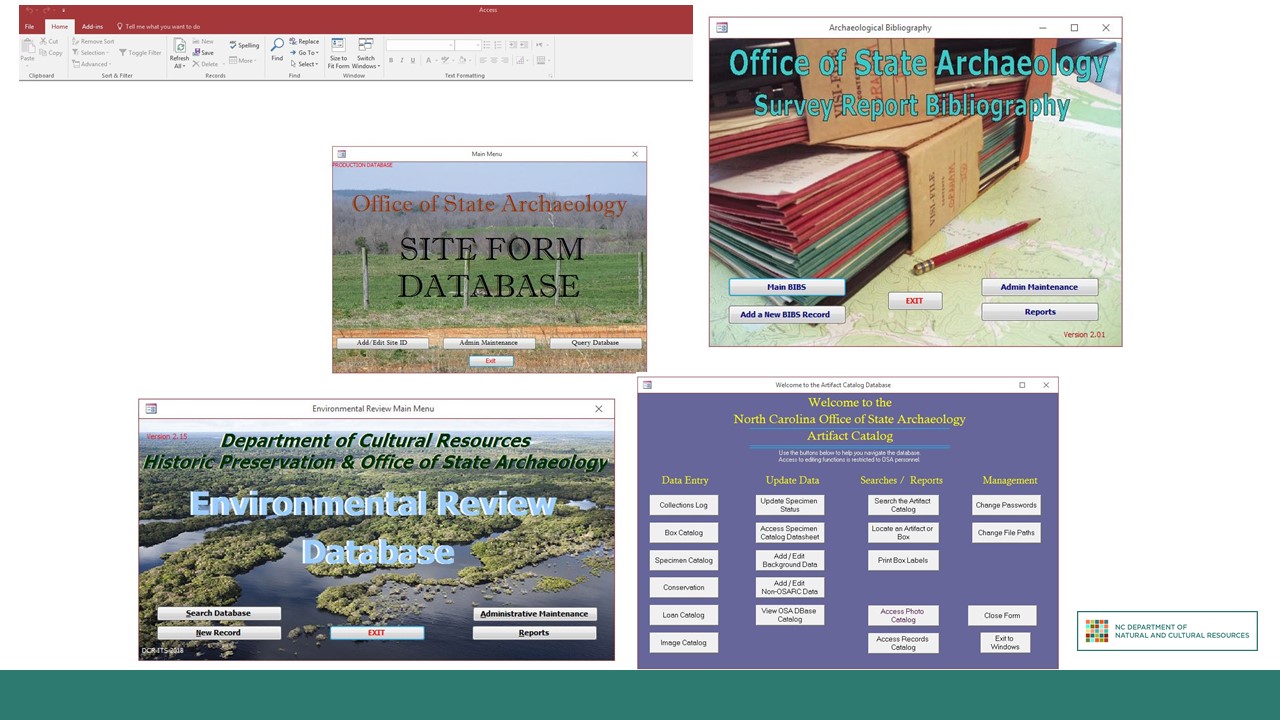 Access
File Home Add-ins Tell me what you want to do
Cut
Copy
Paste
Clipboard
Remove Sort
Selection
Advanced
Toggle Filter
Sort & Filter
Refresh
All
New
Save
Delete
Spelling
More
Records
Find
Replace
Go To
Select
Find
Size to
Fit Form
Switch
Windows
Window
B I U A
Text Formatting
Archaeological Bibliography
Office of State Archaeology
Survey Report Bibliography
Main BIBS
Add a New BIBS Record
EXIT
Admin Maintenance
Reports
Version 2.01
Main Menu
PRODUCTION DATABASE
Office of State Archaeology
SITE FORM
DATABASE
Add/Edit Site ID
Admin Maintenance
Query Database
Exit
Environmental Review Main Menu
Version 2.15
Department of Cultural Resources
Historic Preservation & Office of State Archaeology
Environmental Review
Database
Search Database
New Record
EXIT
Administrative Maintenance
Reports
DCR-ITS-2018
Welcome to the Artifact Catalog Database
Welcome to the
North Carolina Office of State Archaeology
Artifact Catalog
Use the buttons below to help you navigate the database.
Access to editing functions is restricted to OSA personnel.
Data Entry
Collections Log
Box Catalog
Specimen Catalog
Conservation
Loan Catalog
Image Catalog
Update Data
Update Specimen
Status
Access Specimen
Catalog Datasheet
Add / Edit
Background Data
Add / Edit
Non-OSARC Data
View OSA DBase
Catalog
Searches / Reports
Search the Artifact
Catalog
Locate an Artifact or
Box
Print Box Labels
Access Photo
Catalog
Access Records
Catalog
Management
Change Passwords
Change File Paths
Close Form
Exit to
Windows
NC DEPARTMENT OF
NATURAL AND CULTURAL RESOURCES